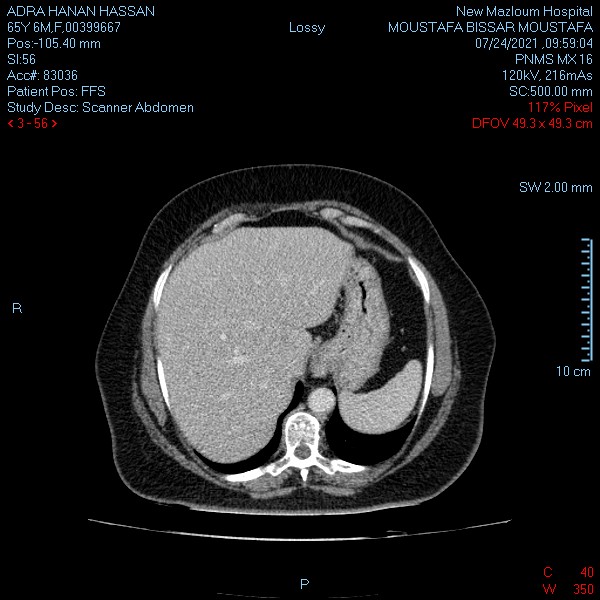 ADRA HANAN HASSAN
65Y 6M,F,00399667
Pos:-105.40 mm
SI:56
Acc#: 83036
Patient Pos: FFS
Study Desc: Scanner Abdomen
< 3 - 56 >
Lossy
New Mazloum Hospital
MOUSTAFA BISSAR MOUSTAFA
07/24/2021 ,09:59:04
PNMS MX 16
120kV, 216mAs
SC:500.00 mm
117% Pixel
DFOV 49.3 x 49.3 cm
SW 2.00 mm
R
10 cm
P
C 40
W 350